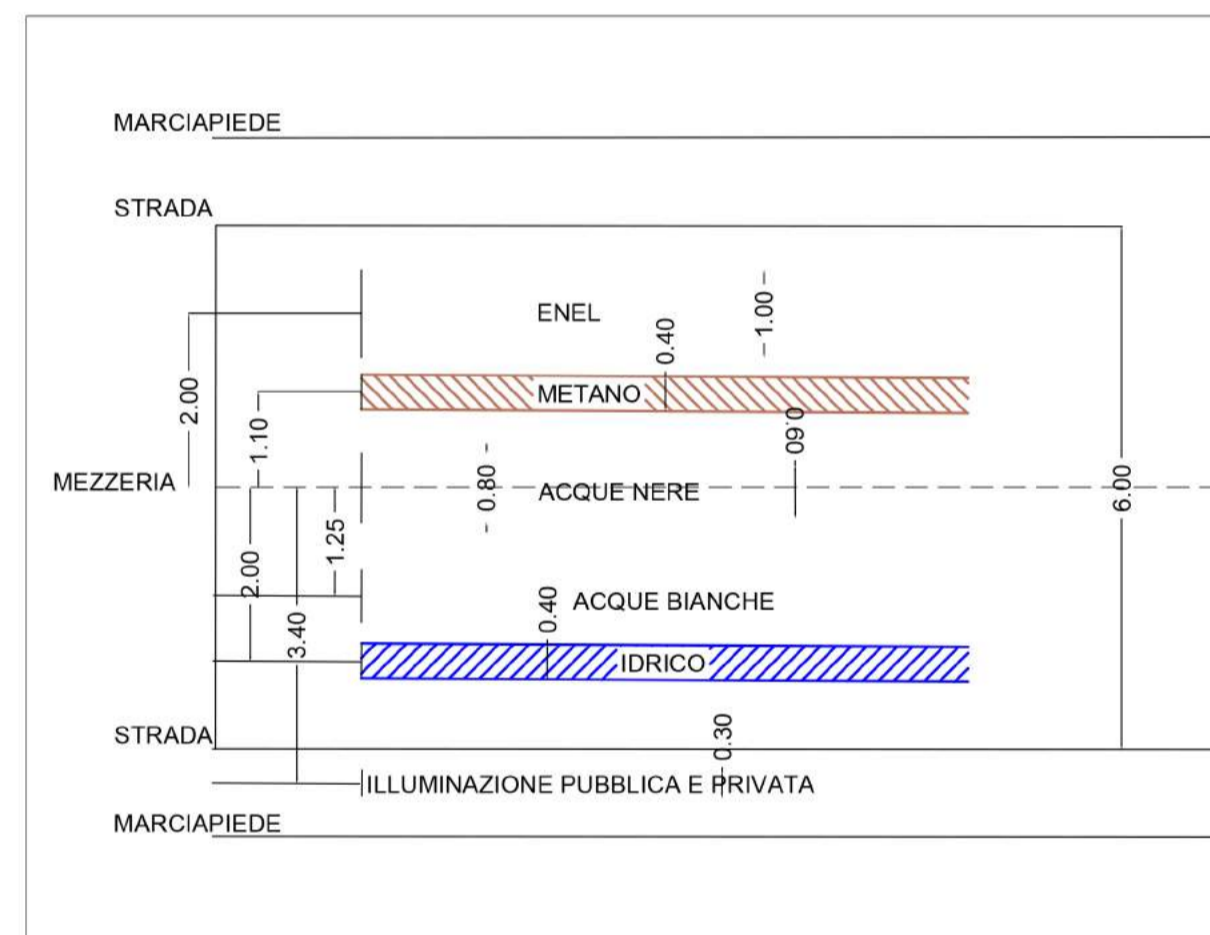 MARCIAPIEDE
STRADA
ENEL
1.00
0.40
2.00
METANO
1.10
0.60
MEZZERIA
0.80
ACQUE NERE
6.00
1.25
2.00
ACQUE BIANCHE
0.40
3.40
IDRICO
STRADA
0.30
ILLUMINAZIONE PUBBLICA E PRIVATA
MARCIAPIEDE